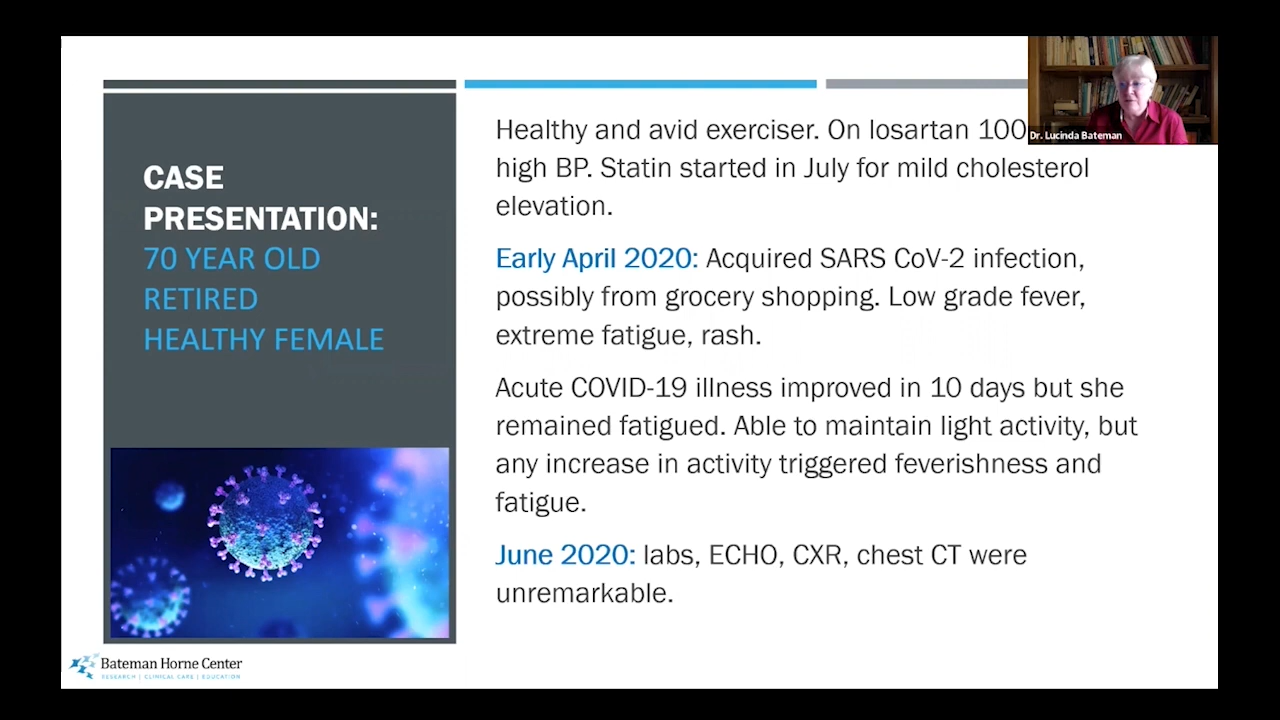 CASE
PRESENTATION:
70 YEAR OLD
RETIRED
HEALTHY FEMALE
Healthy and avid exerciser. On losartan 100
high BP. Statin started in July for mild cholesterol
elevation.
Early April 2020: Acquired SARS CoV-2 infection,
possibly from grocery shopping. Low grade fever,
extreme fatigue, rash.
Acute COVID-19 illness improved in 10 days but she
remained fatigued. Able to maintain light activity, but
any increase in activity triggered feverishness and
fatigue.
June 2020: labs, ECHO, CXR, chest CT were
unremarkable.
Dr. Lucinda Bateman
Bateman Horne Center
RESEARCH | CLINICAL CARE | EDUCATION